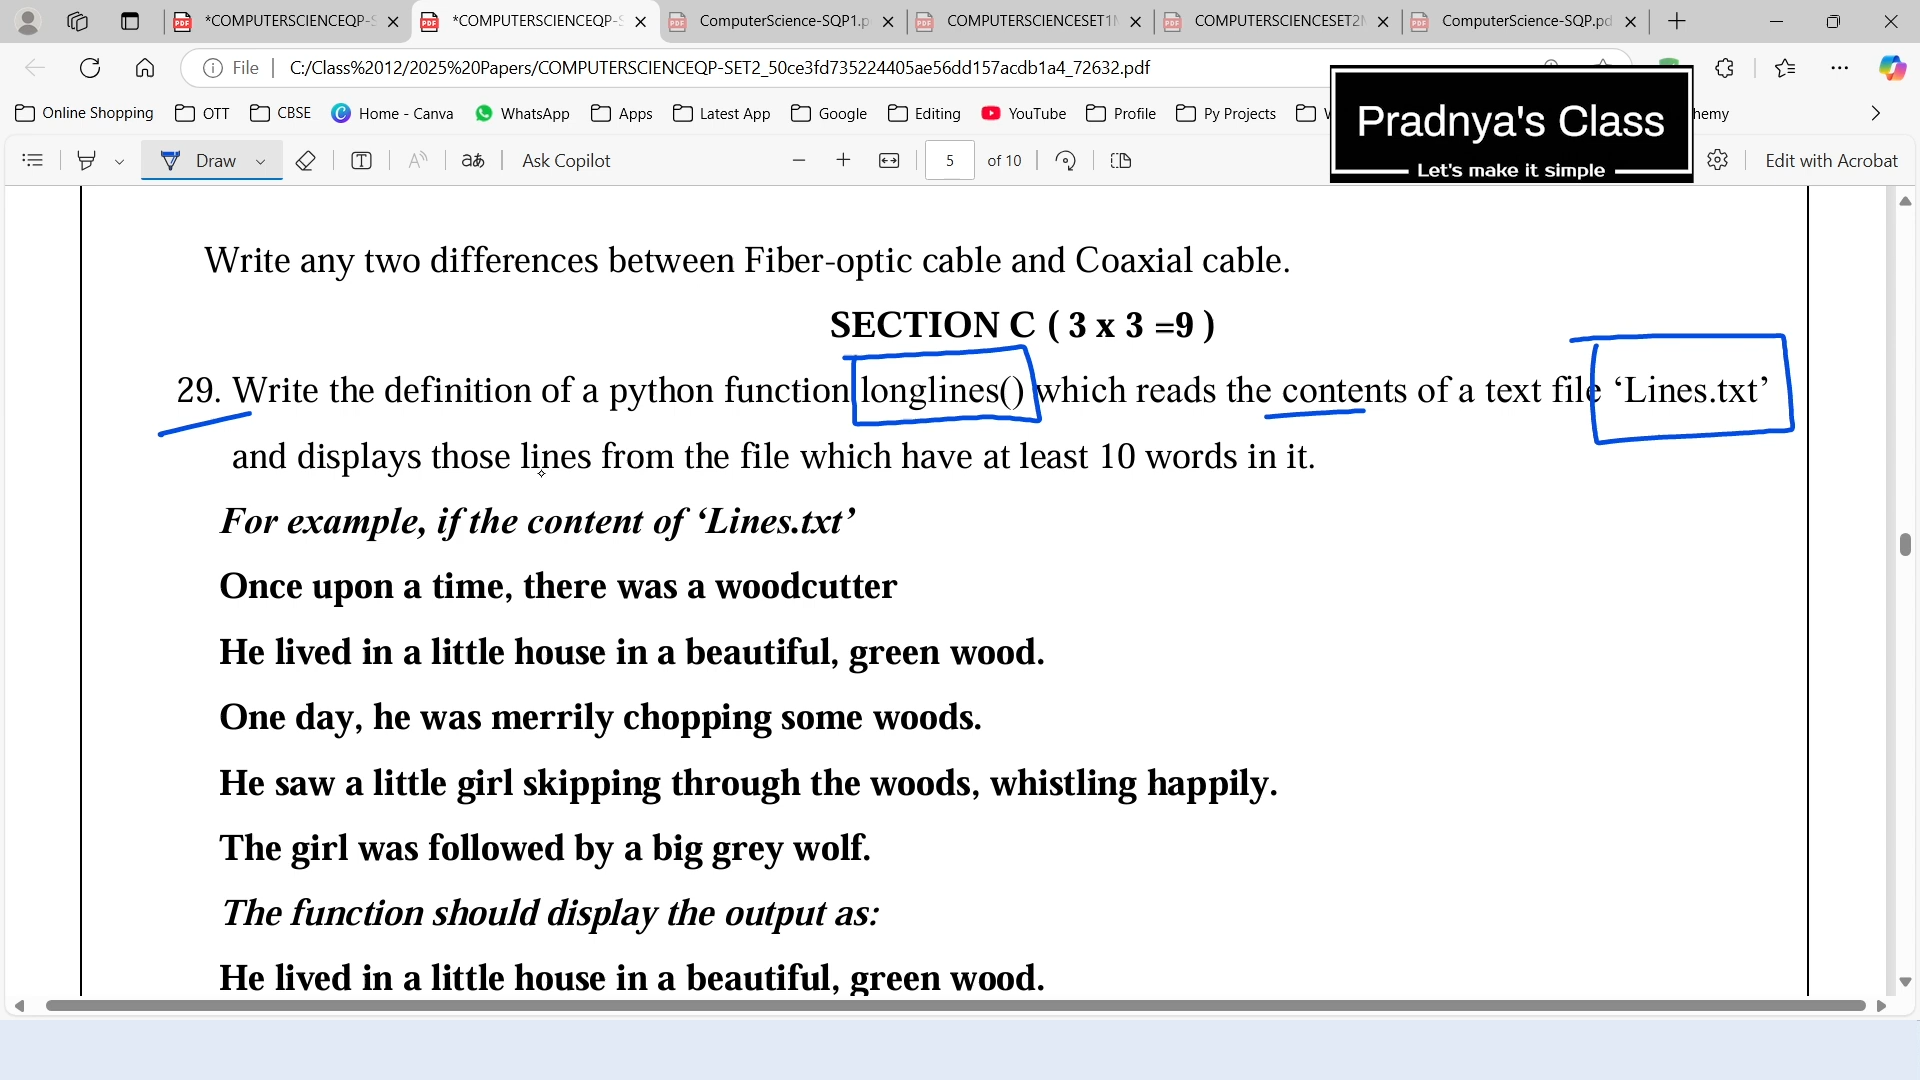 *COMPUTERSCIENCEQP-S
*COMPUTERSCIENCEQP-S
ComputerScience-SQP1.p
COMPUTERSCIENCESET1M
COMPUTERSCIENCESET2M
ComputerScience-SQP.pd
File
C:/Class%2012/2025%20Papers/COMPUTERSCIENCEQP-SET2_50ce3fd735224405ae56dd157acdb1a4_72632.pdf
Online Shopping
OTT
CBSE
Home - Canva
WhatsApp
Apps
Latest App
Google
Editing
YouTube
Profile
Py Projects
hemy
Pradnya's Class
Let's make it simple
Draw
Ask Copilot
5
of 10
Edit with Acrobat
Write any two differences between Fiber-optic cable and Coaxial cable.
SECTION C ( 3 x 3 =9 )
29. Write the definition of a python function longlines() which reads the contents of a text file ‘Lines.txt’
and displays those lines from the file which have at least 10 words in it.
For example, if the content of ‘Lines.txt’
Once upon a time, there was a woodcutter
He lived in a little house in a beautiful, green wood.
One day, he was merrily chopping some woods.
He saw a little girl skipping through the woods, whistling happily.
The girl was followed by a big grey wolf.
The function should display the output as:
He lived in a little house in a beautiful, green wood.